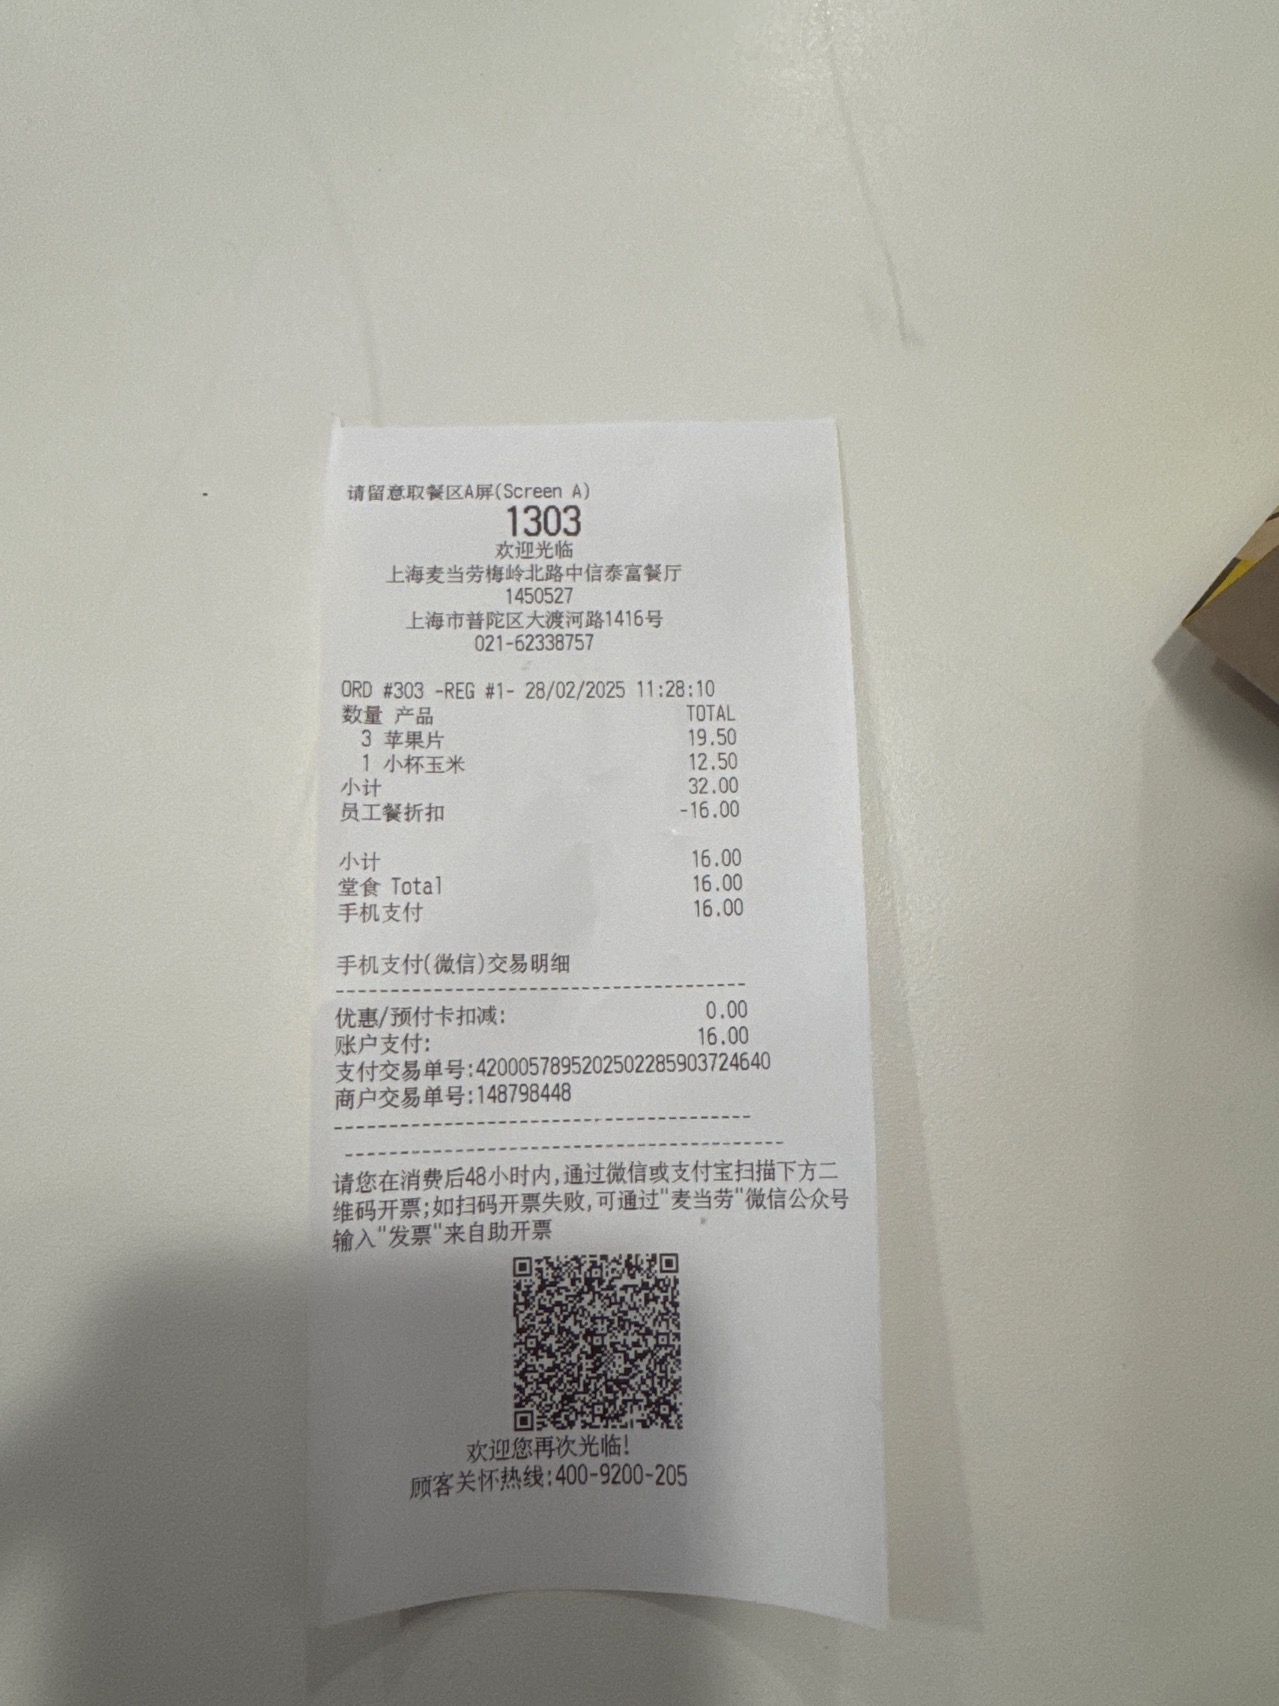 请留意取餐区A屏(Screen A)
1303
欢迎光临
上海麦当劳梅岭北路中信泰富餐厅
1450527
上海市普陀区大渡河路1416号
021-62338757
ORD #303 -REG #1- 28/02/2025 11:28:10
数量 产品 TOTAL
3 苹果片 19.50
1 小杯玉米 12.50
小计 32.00
员工餐折扣 -16.00
小计 16.00
堂食 Total 16.00
手机支付 16.00
手机支付(微信)交易明细
------------------------------------
优惠/预付卡扣减: 0.00
账户支付: 16.00
支付交易单号:4200057895202502285903724640
商户交易单号:148798448
------------------------------------
--------------------------------------
请您在消费后48小时内,通过微信或支付宝扫描下方二
维码开票;如扫码开票失败,可通过"麦当劳"微信公众号
输入"发票"来自助开票
欢迎您再次光临!
顾客关怀热线:400-9200-205